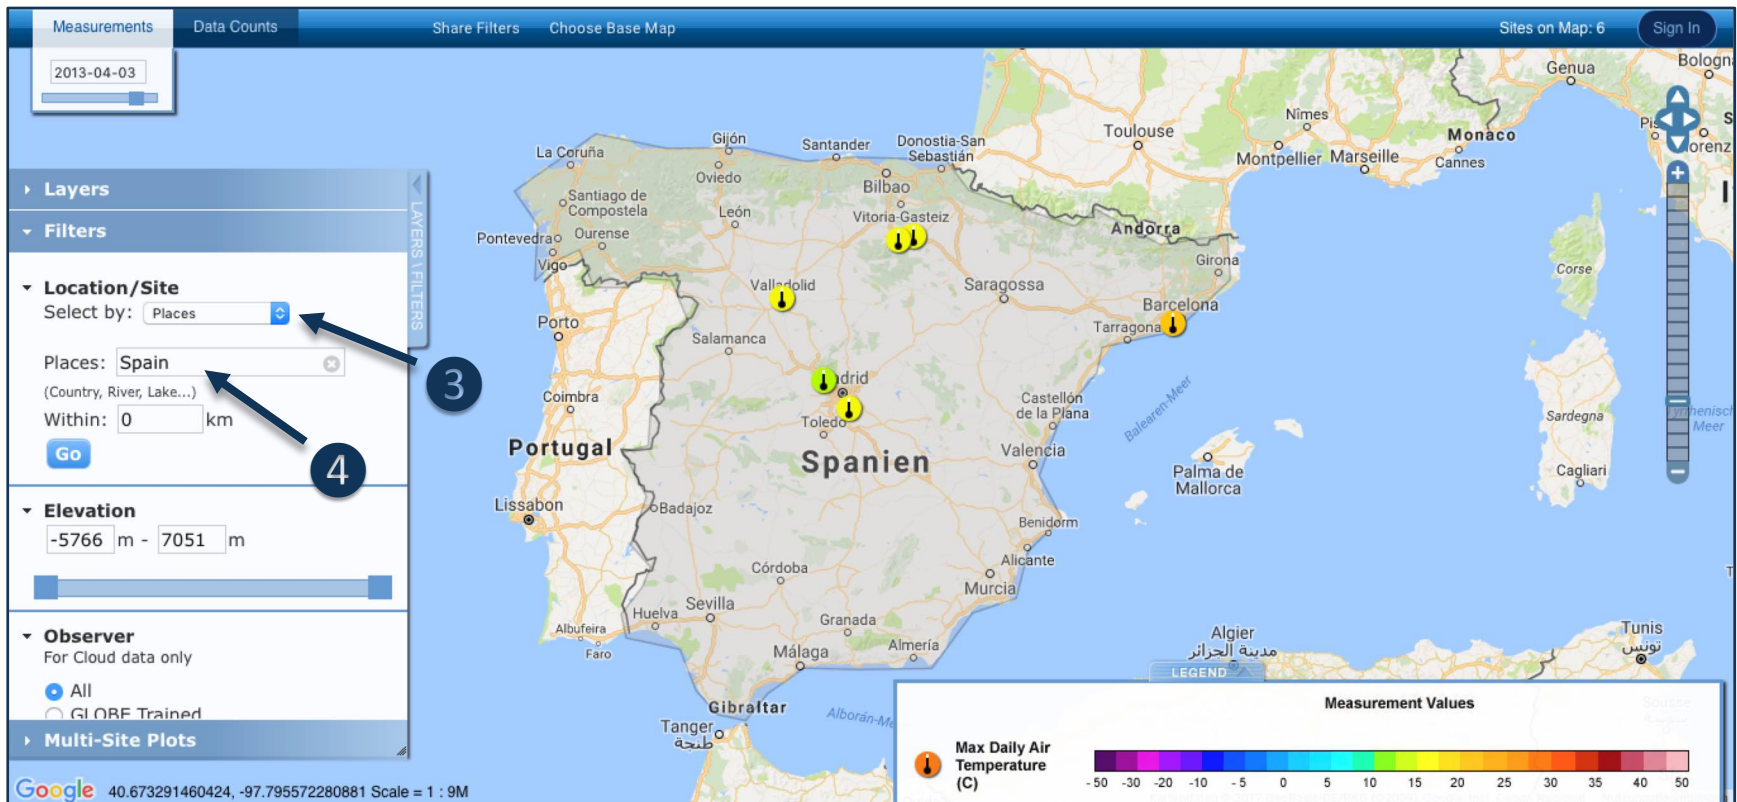 Measurements
Data Counts
Share Filters
Choose Base Map
Sites on Map: 6
Sign In
2013-04-03
Layers
Filters
LAYERS \ FILTERS
Location/Site
Select by: Places
3
Places: Spain
(Country, River, Lake...)
Within: 0 km
4
Go
Elevation
-5766 m - 7051 m
Observer
For Cloud data only
All
GLOBE Trained
Multi-Site Plots
Google 40.673291460424, -97.795572280881 Scale = 1 : 9M
Genua
Bologn
Toulouse
Nîmes
Monaco
Montpellier
Marseille
Cannes
orenz
Gijón
Santander
Donostia-San
Sebastián
La Coruña
Oviedo
Bilbao
Santiago de
Compostela
León
Vitoria-Gasteiz
Andorra
Pontevedra
Ourense
Vigo
Girona
Corse
Valladolid
Saragossa
Barcelona
Porto
Tarragona
Salamanca
drid
Coimbra
Castellón
de la Plana
Balearen-Meer
Sardegna
Tyrrhenisch
Meer
Toledo
Portugal
Spanien
Valencia
Palma de
Mallorca
Cagliari
Lissabon
Badajoz
Benidorm
Alicante
Córdoba
Murcia
Huelva
Sevilla
Granada
Albufeira
Faro
Málaga
Almería
Algier
مدينة الجزائر
Tunis
تونس
Gibraltar
Alborán-Me
Tanger
طنجة
LEGEND
Measurement Values
Max Daily Air
Temperature
(C)
-50 -30 -20 -10 -5 0 5 10 15 20 25 30 35 40 50